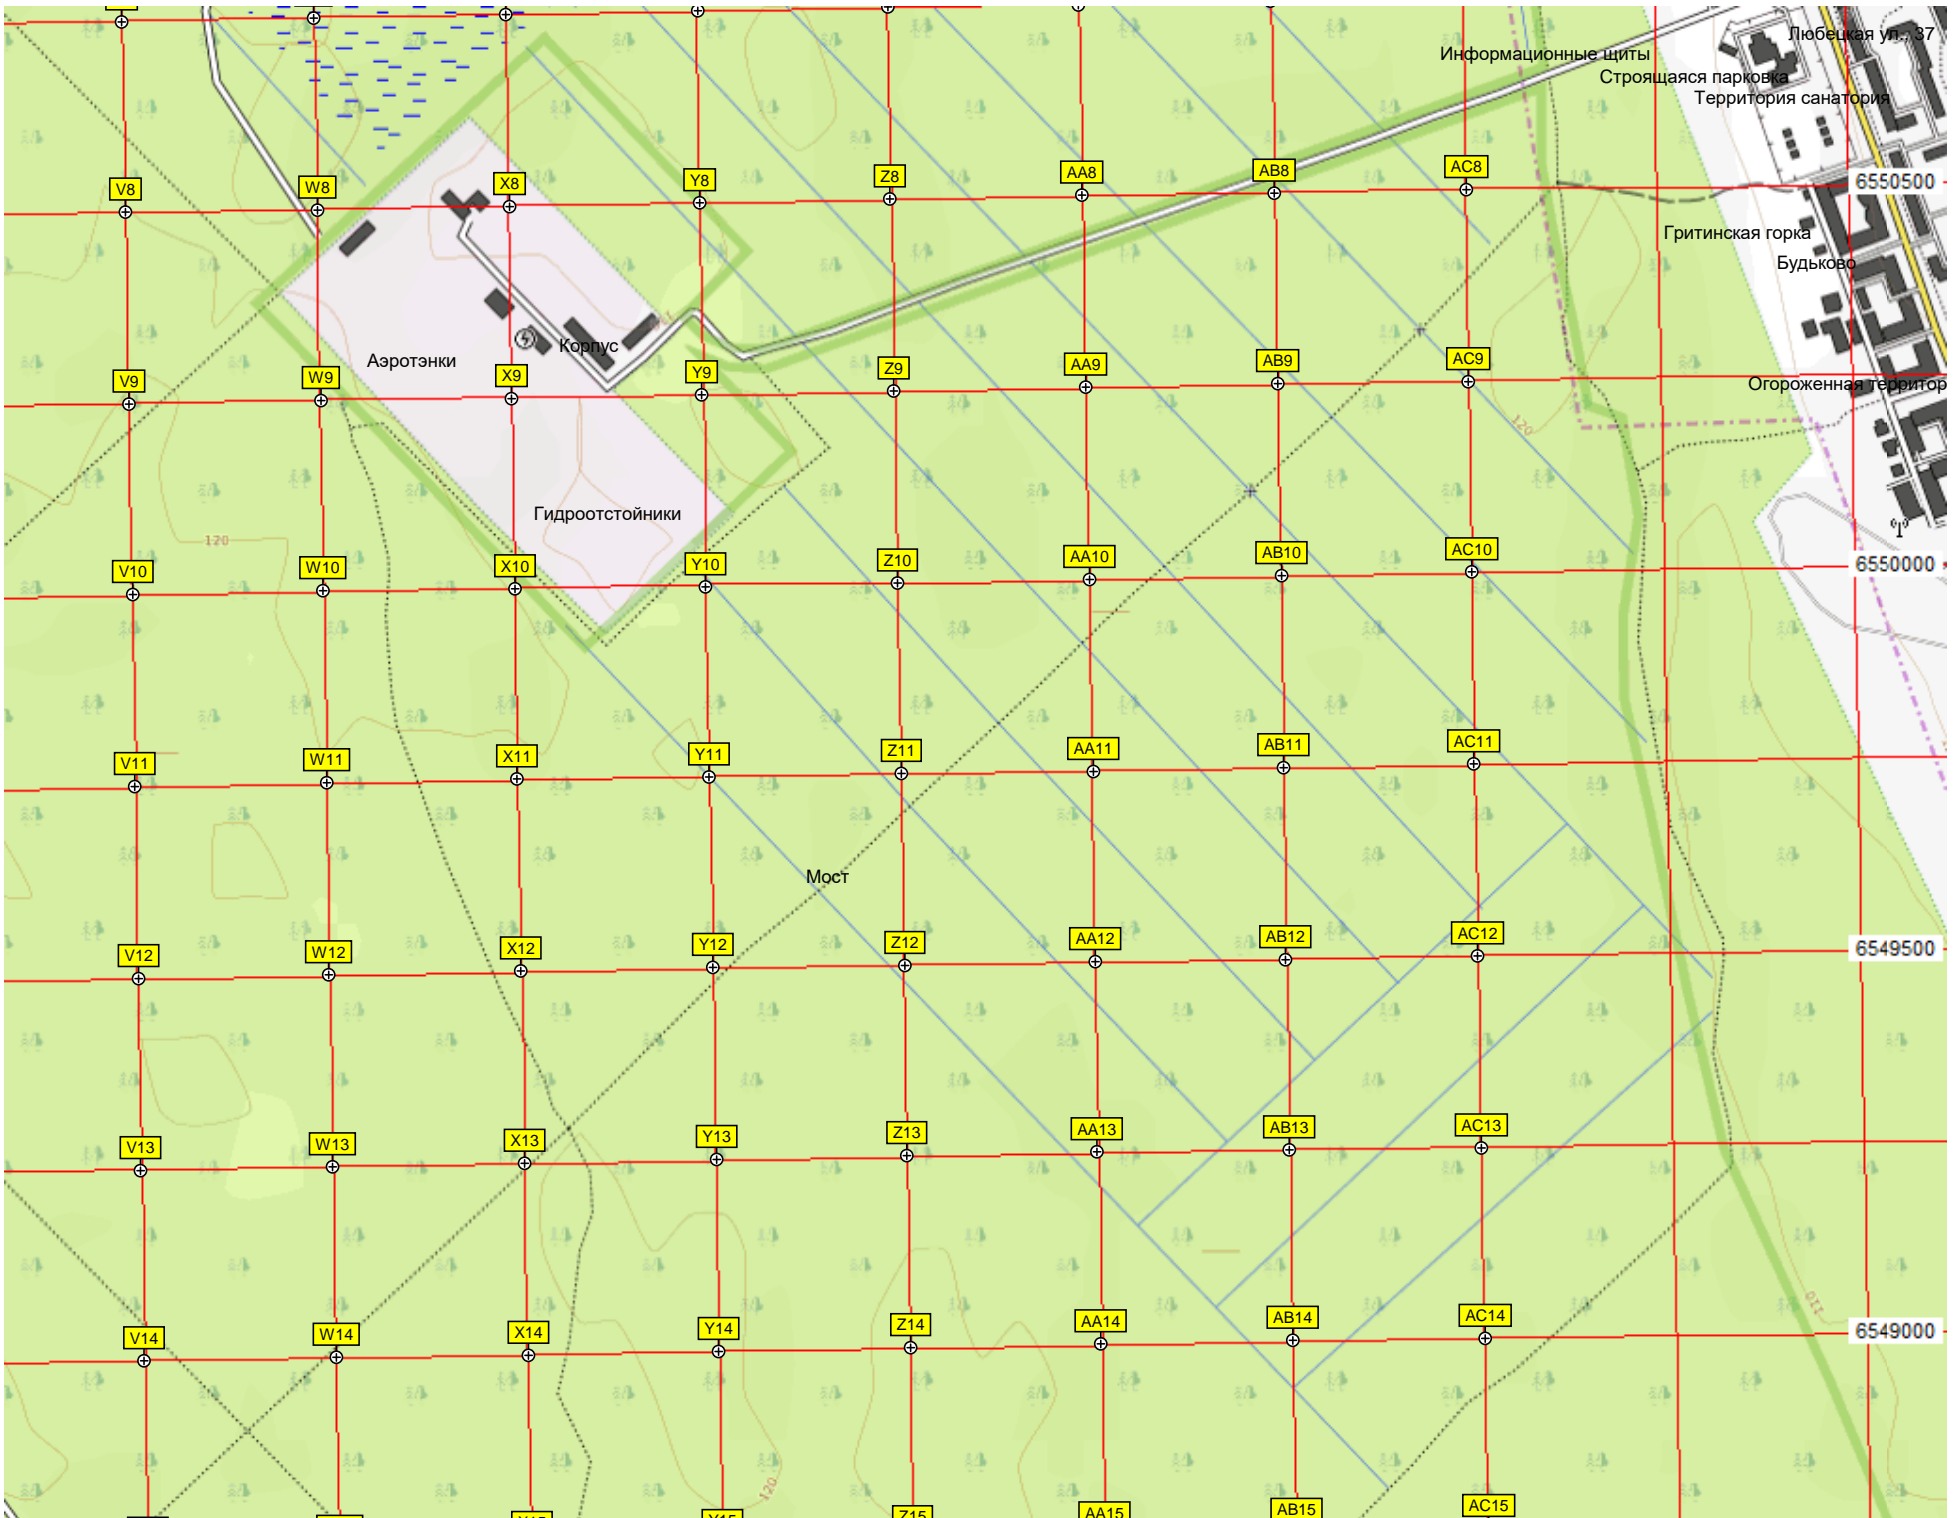 Любецкая ул., 37
Информационные щиты
Строящаяся парковка
Территория санатория
V8 W8 X8 Y8 Z8 AA8 AB8 AC8
6550500
Гритинская горка
Будьково
Корпус
Аэротэнки
V9 W9 X9 Y9 Z9 AA9 AB9 AC9
Огороженная территор
120
Гидроотстойники
120
V10 W10 X10 Y10 Z10 AA10 AB10 AC10
6550000
V11 W11 X11 Y11 Z11 AA11 AB11 AC11
Мост
V12 W12 X12 Y12 Z12 AA12 AB12 AC12
6549500
V13 W13 X13 Y13 Z13 AA13 AB13 AC13
110
V14 W14 X14 Y14 Z14 AA14 AB14 AC14
6549000
120
Z15 AA15 AB15 AC15